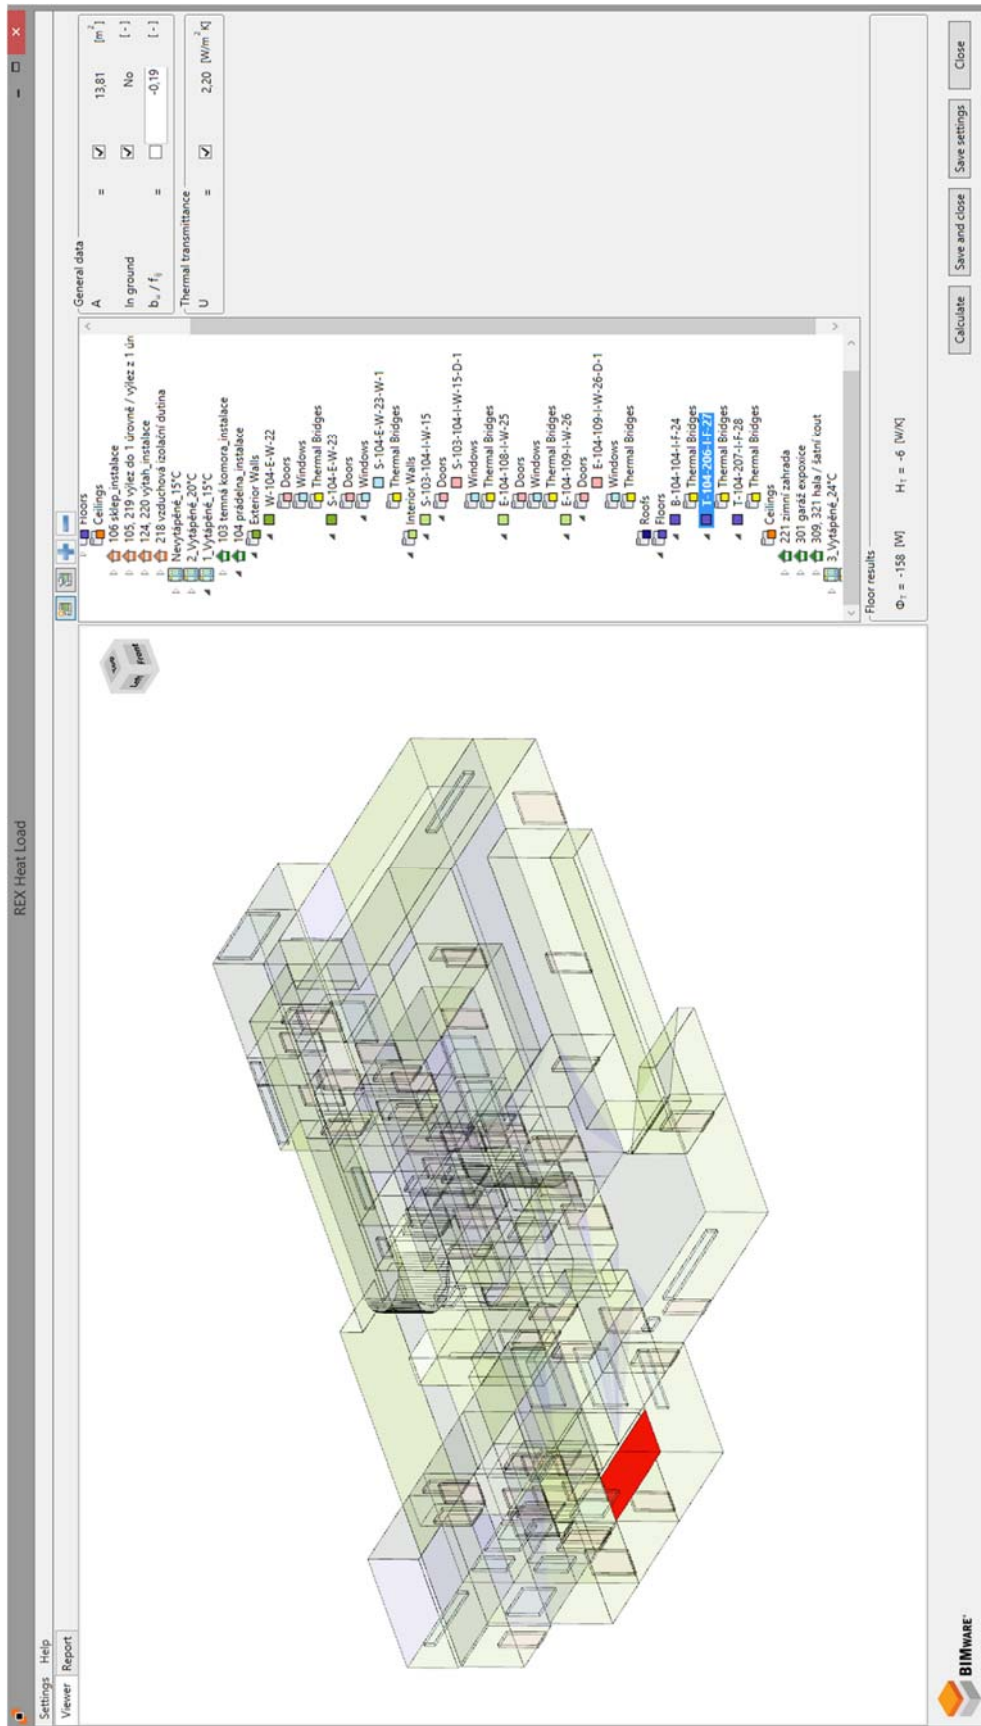 REX Heat Load
Settings Help
Viewer Report
Left
Front
Floors
Ceilings
106 sklep_instalace
105, 219 výlez do 1 úrovně / výlez z 1 úrn
124, 220 výtah_instalace
218 vzduchová izolační dutina
Nevytápěné_15°C
2_Vytápěné_20°C
1_Vytápěné_15°C
103 temná komora_instalace
104 prádelna_instalace
Exterior Walls
W-104-E-W-22
Doors
Windows
Thermal Bridges
S-104-E-W-23
Doors
Windows
S-104-E-W-23-W-1
Thermal Bridges
Interior Walls
S-103-104-I-W-15
Doors
S-103-104-I-W-15-D-1
Windows
Thermal Bridges
E-104-108-I-W-25
Doors
Windows
Thermal Bridges
E-104-109-I-W-26
Doors
E-104-109-I-W-26-D-1
Windows
Thermal Bridges
Roofs
Floors
B-104-I-F-24
Thermal Bridges
T-104-206-I-F-27
Thermal Bridges
T-104-207-I-F-28
Thermal Bridges
Ceilings
221 zimní zahrada
301 garáž expozice
309, 321 hala / šatní kout
3_Vytápěné_24°C
General data
A = 13,81 [m²]
In ground = No [-]
bᵤ / fᵢⱼ = -0,19 [-]
Thermal transmittance
U = 2,20 [W/m²K]
Floor results
Φ_T = -158 [W] H_T = -6 [W/K]
BIMWARE
Calculate Save and close Save settings Close